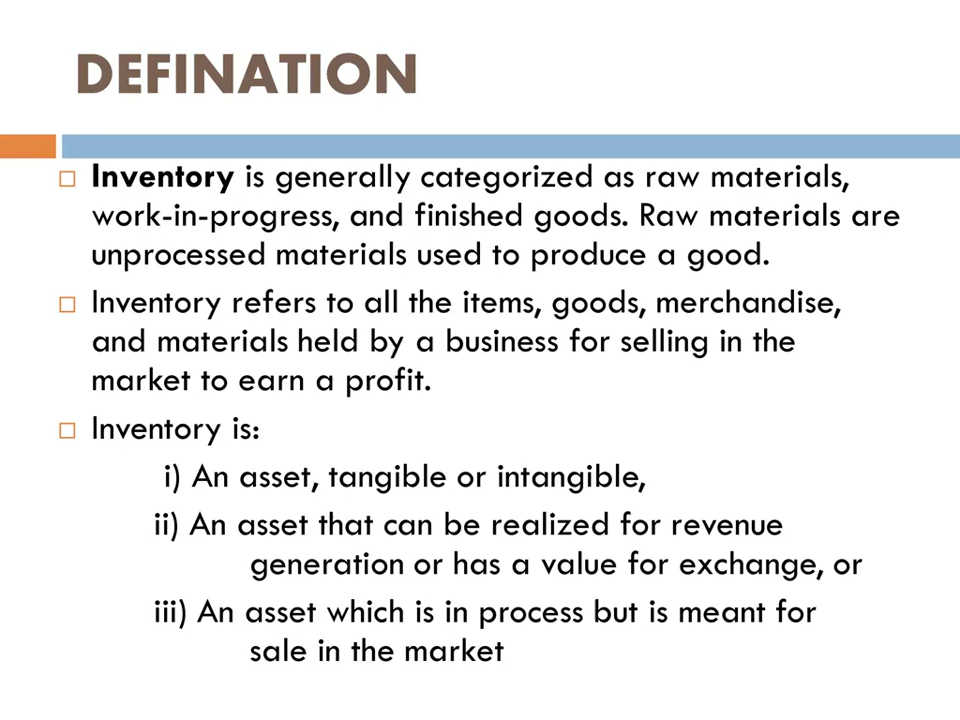 DEFINATION
Inventory is generally categorized as raw materials,
work-in-progress, and finished goods. Raw materials are
unprocessed materials used to produce a good.
Inventory refers to all the items, goods, merchandise,
and materials held by a business for selling in the
market to earn a profit.
Inventory is:
i) An asset, tangible or intangible,
ii) An asset that can be realized for revenue
generation or has a value for exchange, or
iii) An asset which is in process but is meant for
sale in the market